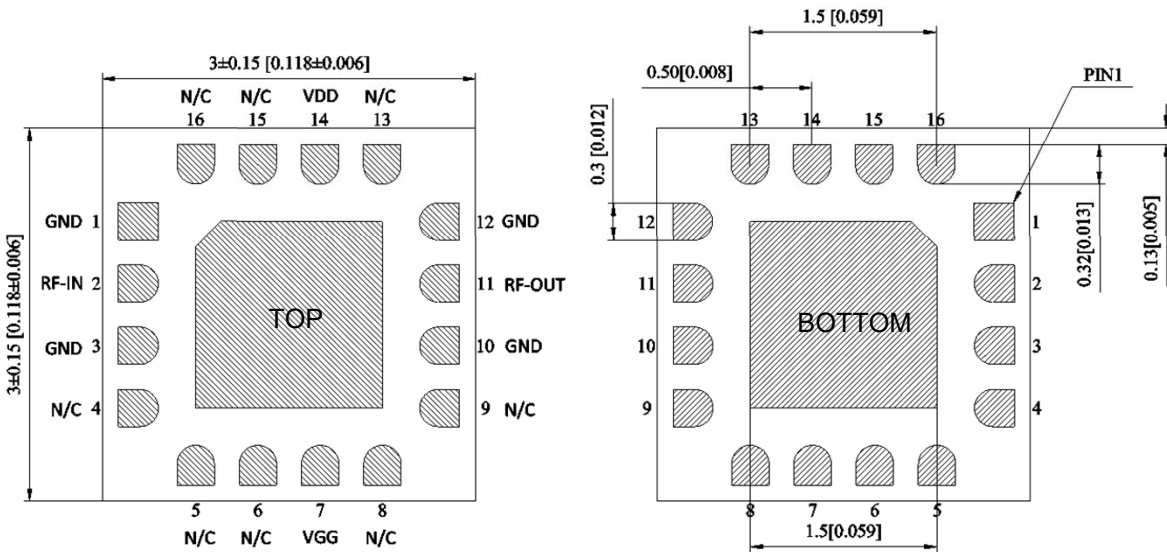 3±0.15 [0.118±0.006]
N/C N/C VDD N/C
16 15 14 13
3±0.15 [0.118±0.006]
GND 1
RF-IN 2
GND 3
N/C 4
TOP
12 GND
11 RF-OUT
10 GND
9 N/C
5 6 7 8
N/C N/C VGG N/C
1.5 [0.059]
0.50[0.008]
PIN1
13 14 15 16
0.3 [0.012]
12
11
10
9
BOTTOM
1
2
3
4
0.32[0.013]
0.13[0.005]
8 7 6 5
1.5[0.059]